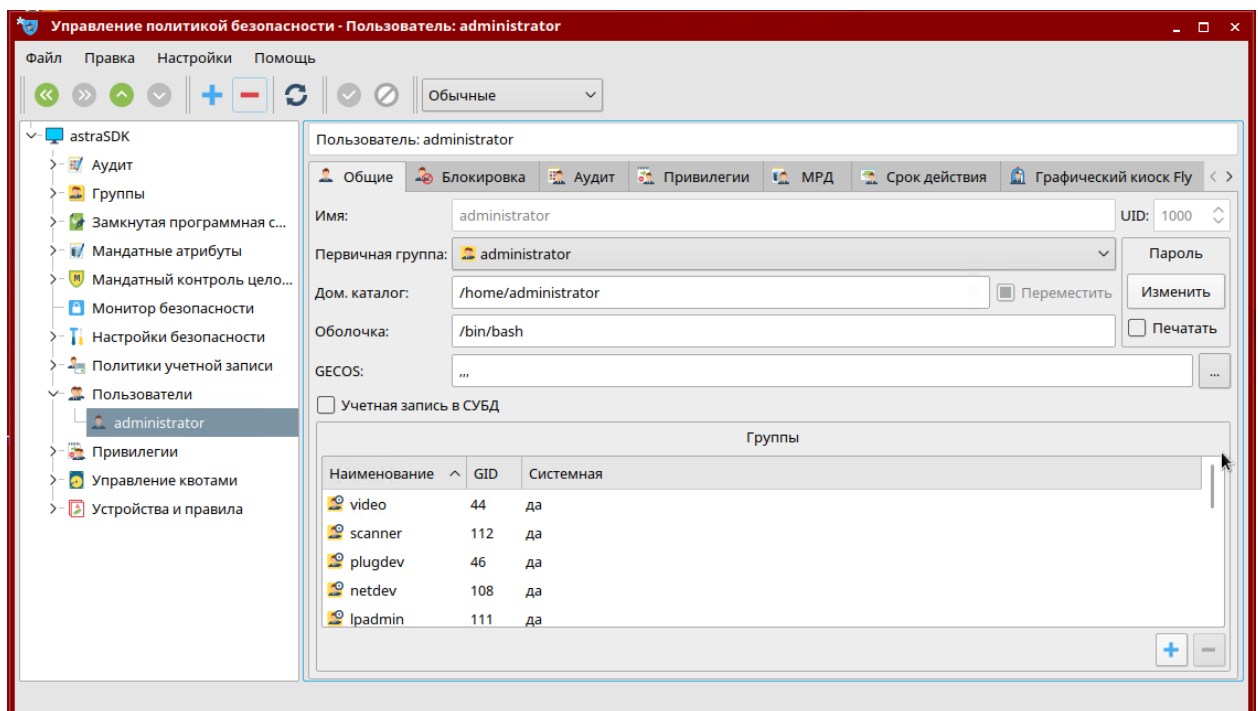 Управление политикой безопасности - Пользователь: administrator
Файл Правка Настройки Помощь
Обычные
astraSDK
Аудит
Группы
Замкнутая программная с...
Мандатные атрибуты
Мандатный контроль цело...
Монитор безопасности
Настройки безопасности
Политики учетной записи
Пользователи
administrator
Привилегии
Управление квотами
Устройства и правила
Пользователь: administrator
Общие Блокировка Аудит Привилегии МРД Срок действия Графический киоск Fly
Имя: administrator UID: 1000
Первичная группа: administrator Пароль
Дом. каталог: /home/administrator Переместить Изменить
Оболочка: /bin/bash Печатать
GECOS: ,,, ...
Учетная запись в СУБД
Группы
Наименование GID Системная
video 44 да
scanner 112 да
plugdev 46 да
netdev 108 да
lpadmin 111 да